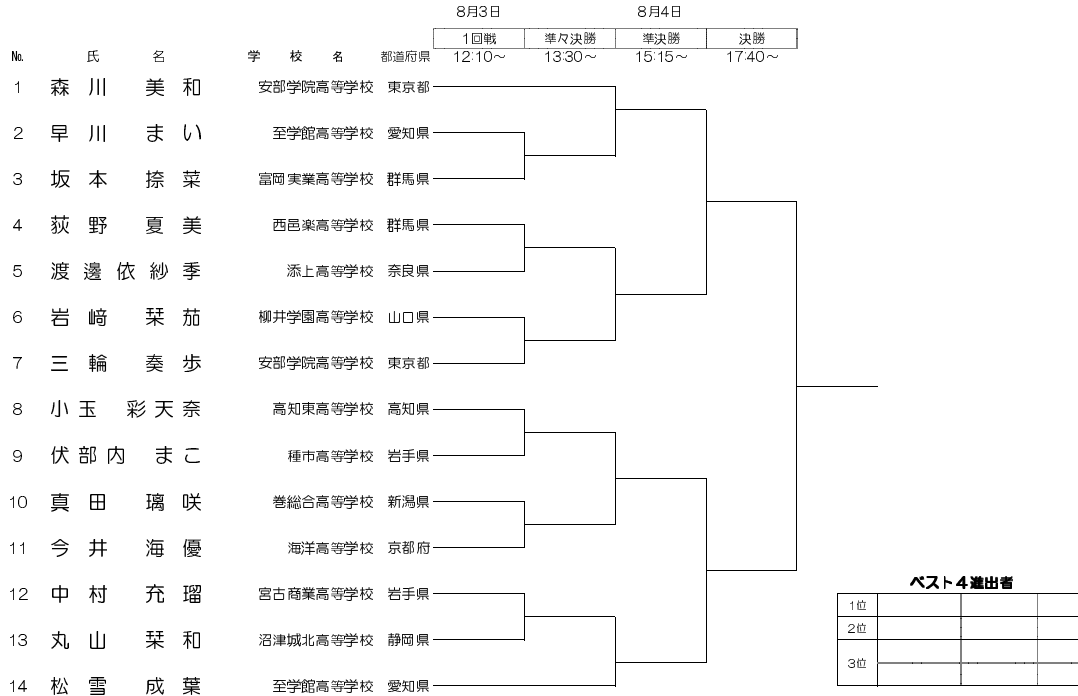 8月3日 8月4日
1回戦 準々決勝 準決勝 決勝
№ 氏 名 学 校 名 都道府県 12:10～ 13:30～ 15:15～ 17:40～
1 森川 美和 安部学院高等学校 東京都
2 早川 まい 至学館高等学校 愛知県
3 坂本 捺菜 富岡実業高等学校 群馬県
4 荻野 夏美 西邑楽高等学校 群馬県
5 渡邊依紗季 添上高等学校 奈良県
6 岩﨑 栞茄 柳井学園高等学校 山口県
7 三輪 奏歩 安部学院高等学校 東京都
8 小玉 彩天奈 高知東高等学校 高知県
9 伏部内 まこ 種市高等学校 岩手県
10 真田 璃咲 巻総合高等学校 新潟県
11 今井 海優 海洋高等学校 京都府
12 中村 充瑠 宮古商業高等学校 岩手県
13 丸山 栞和 沼津城北高等学校 静岡県
14 松雪 成葉 至学館高等学校 愛知県
ベスト4進出者
1位
2位
3位